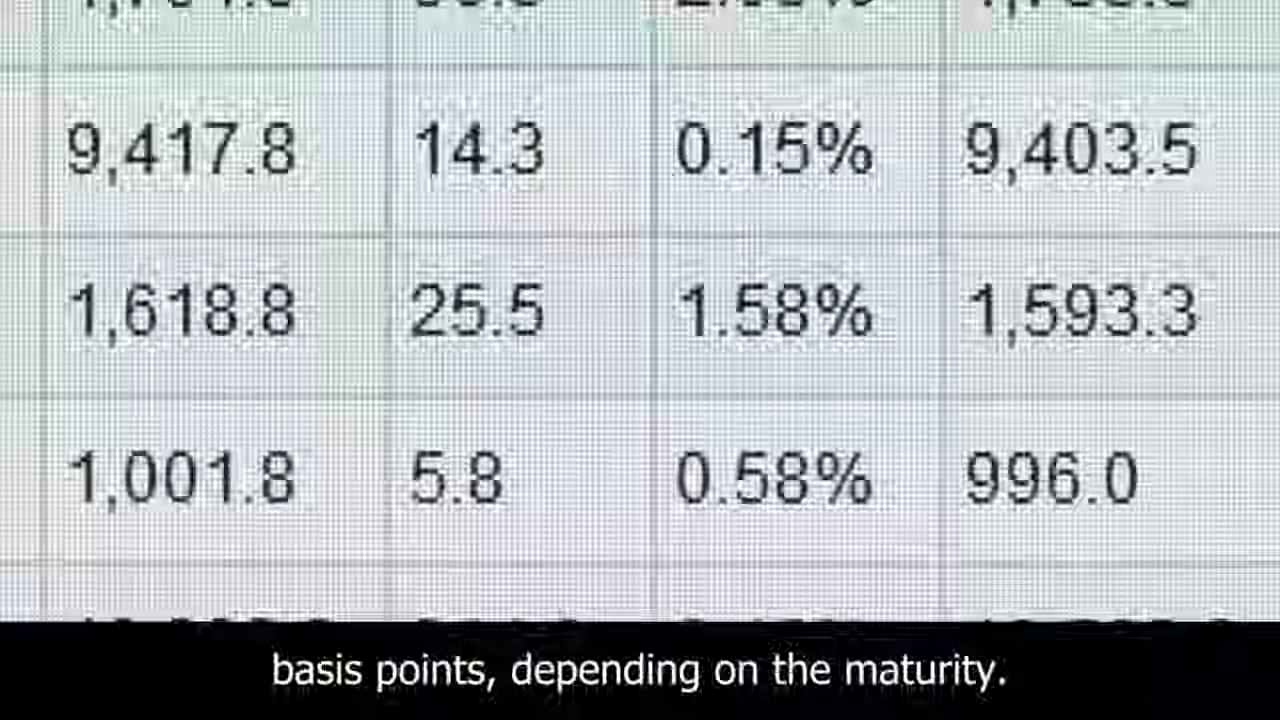 9,417.8 14.3 0.15% 9,403.5
1,618.8 25.5 1.58% 1,593.3
1,001.8 5.8 0.58% 996.0
basis points, depending on the maturity.